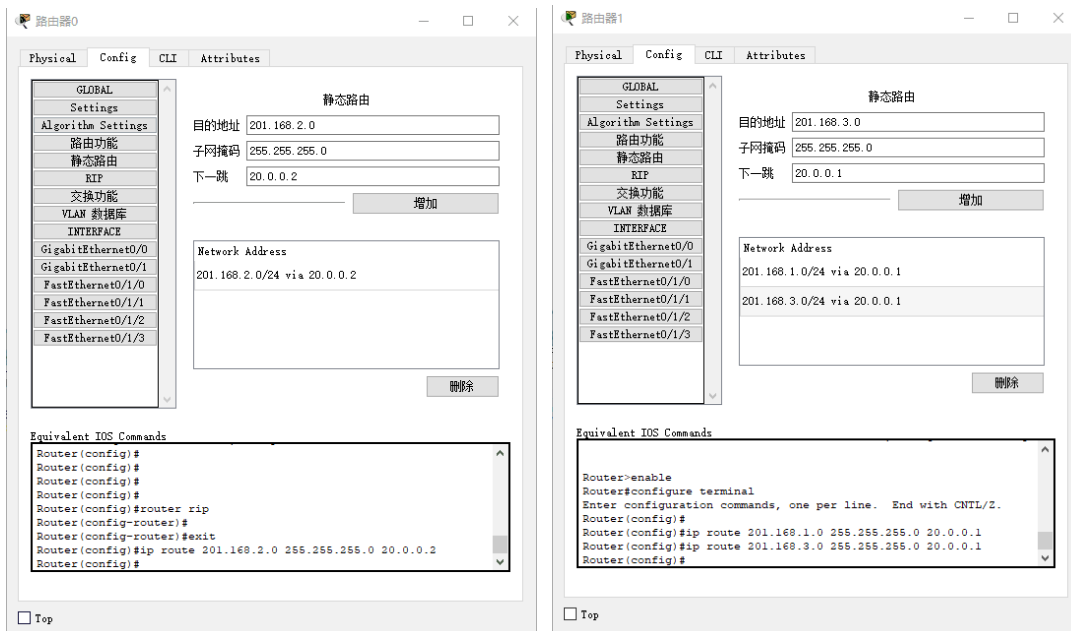 路由器0
Physical Config CLI Attributes
GLOBAL
Settings
Algorithm Settings
路由功能
静态路由
RIP
交换功能
VLAN 数据库
INTERFACE
GigabitEthernet0/0
GigabitEthernet0/1
FastEthernet0/1/0
FastEthernet0/1/1
FastEthernet0/1/2
FastEthernet0/1/3
静态路由
目的地址 201.168.2.0
子网掩码 255.255.255.0
下一跳 20.0.0.2
增加
Network Address
201.168.2.0/24 via 20.0.0.2
删除
Equivalent IOS Commands
Router(config)#
Router(config)#
Router(config)#
Router(config)#
Router(config)#router rip
Router(config-router)#
Router(config-router)#exit
Router(config)#ip route 201.168.2.0 255.255.255.0 20.0.0.2
Router(config)#
Top
路由器1
Physical Config CLI Attributes
GLOBAL
Settings
Algorithm Settings
路由功能
静态路由
RIP
交换功能
VLAN 数据库
INTERFACE
GigabitEthernet0/0
GigabitEthernet0/1
FastEthernet0/1/0
FastEthernet0/1/1
FastEthernet0/1/2
FastEthernet0/1/3
静态路由
目的地址 201.168.3.0
子网掩码 255.255.255.0
下一跳 20.0.0.1
增加
Network Address
201.168.1.0/24 via 20.0.0.1
201.168.3.0/24 via 20.0.0.1
删除
Equivalent IOS Commands
Router>enable
Router#configure terminal
Enter configuration commands, one per line. End with CNTL/Z.
Router(config)#
Router(config)#ip route 201.168.1.0 255.255.255.0 20.0.0.1
Router(config)#ip route 201.168.3.0 255.255.255.0 20.0.0.1
Router(config)#
Top